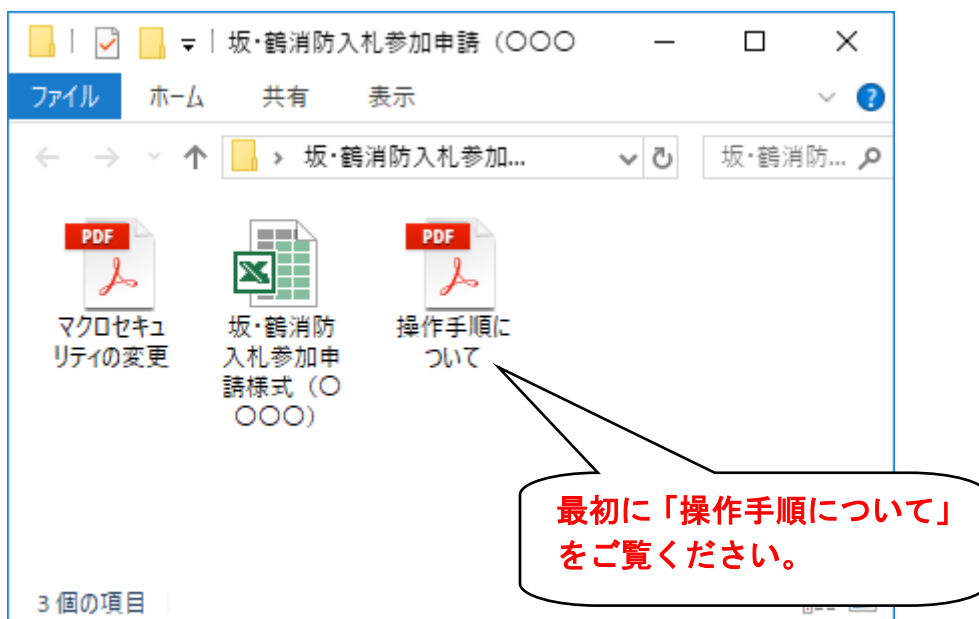 坂・鶴消防入札参加申請（〇〇〇
ファイル ホーム 共有 表示
坂・鶴消防入札参加... 坂・鶴消防...
PDF
マクロセキュ
リティの変更
坂・鶴消防
入札参加申
請様式（〇
〇〇〇）
PDF
操作手順に
ついて
最初に「操作手順について」
をご覧ください。
3 個の項目